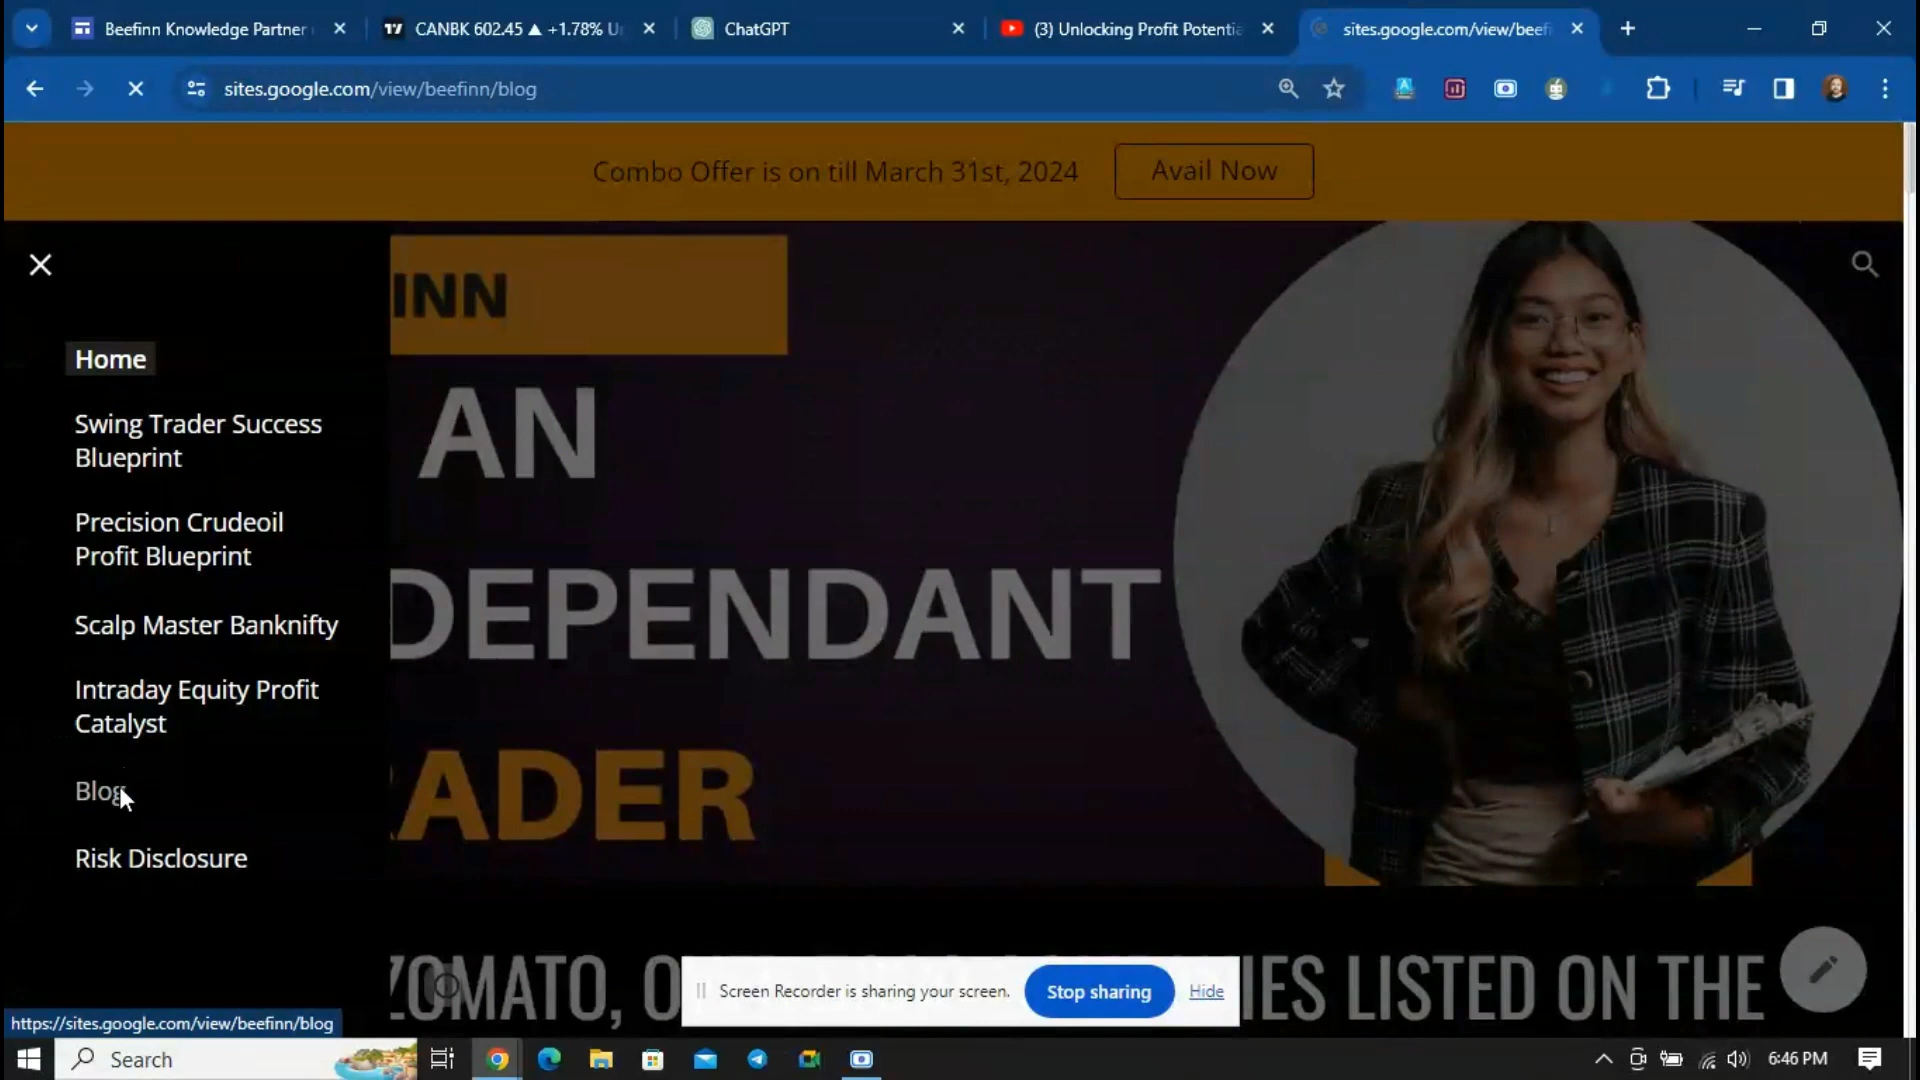 Beefinn Knowledge Partner
CANBK 602.45 ▲ +1.78%
ChatGPT
(3) Unlocking Profit Potentia
sites.google.com/view/beef
sites.google.com/view/beefinn/blog
Combo Offer is on till March 31st, 2024
Avail Now
INN
Home
AN
Swing Trader Success
Blueprint
Precision Crudeoil
Profit Blueprint
DEPENDANT
Scalp Master Banknifty
Intraday Equity Profit
Catalyst
Blog
RADER
Risk Disclosure
ZOMATO, O
IES LISTED ON THE
Screen Recorder is sharing your screen.
Stop sharing
Hide
https://sites.google.com/view/beefinn/blog
Search
6:46 PM